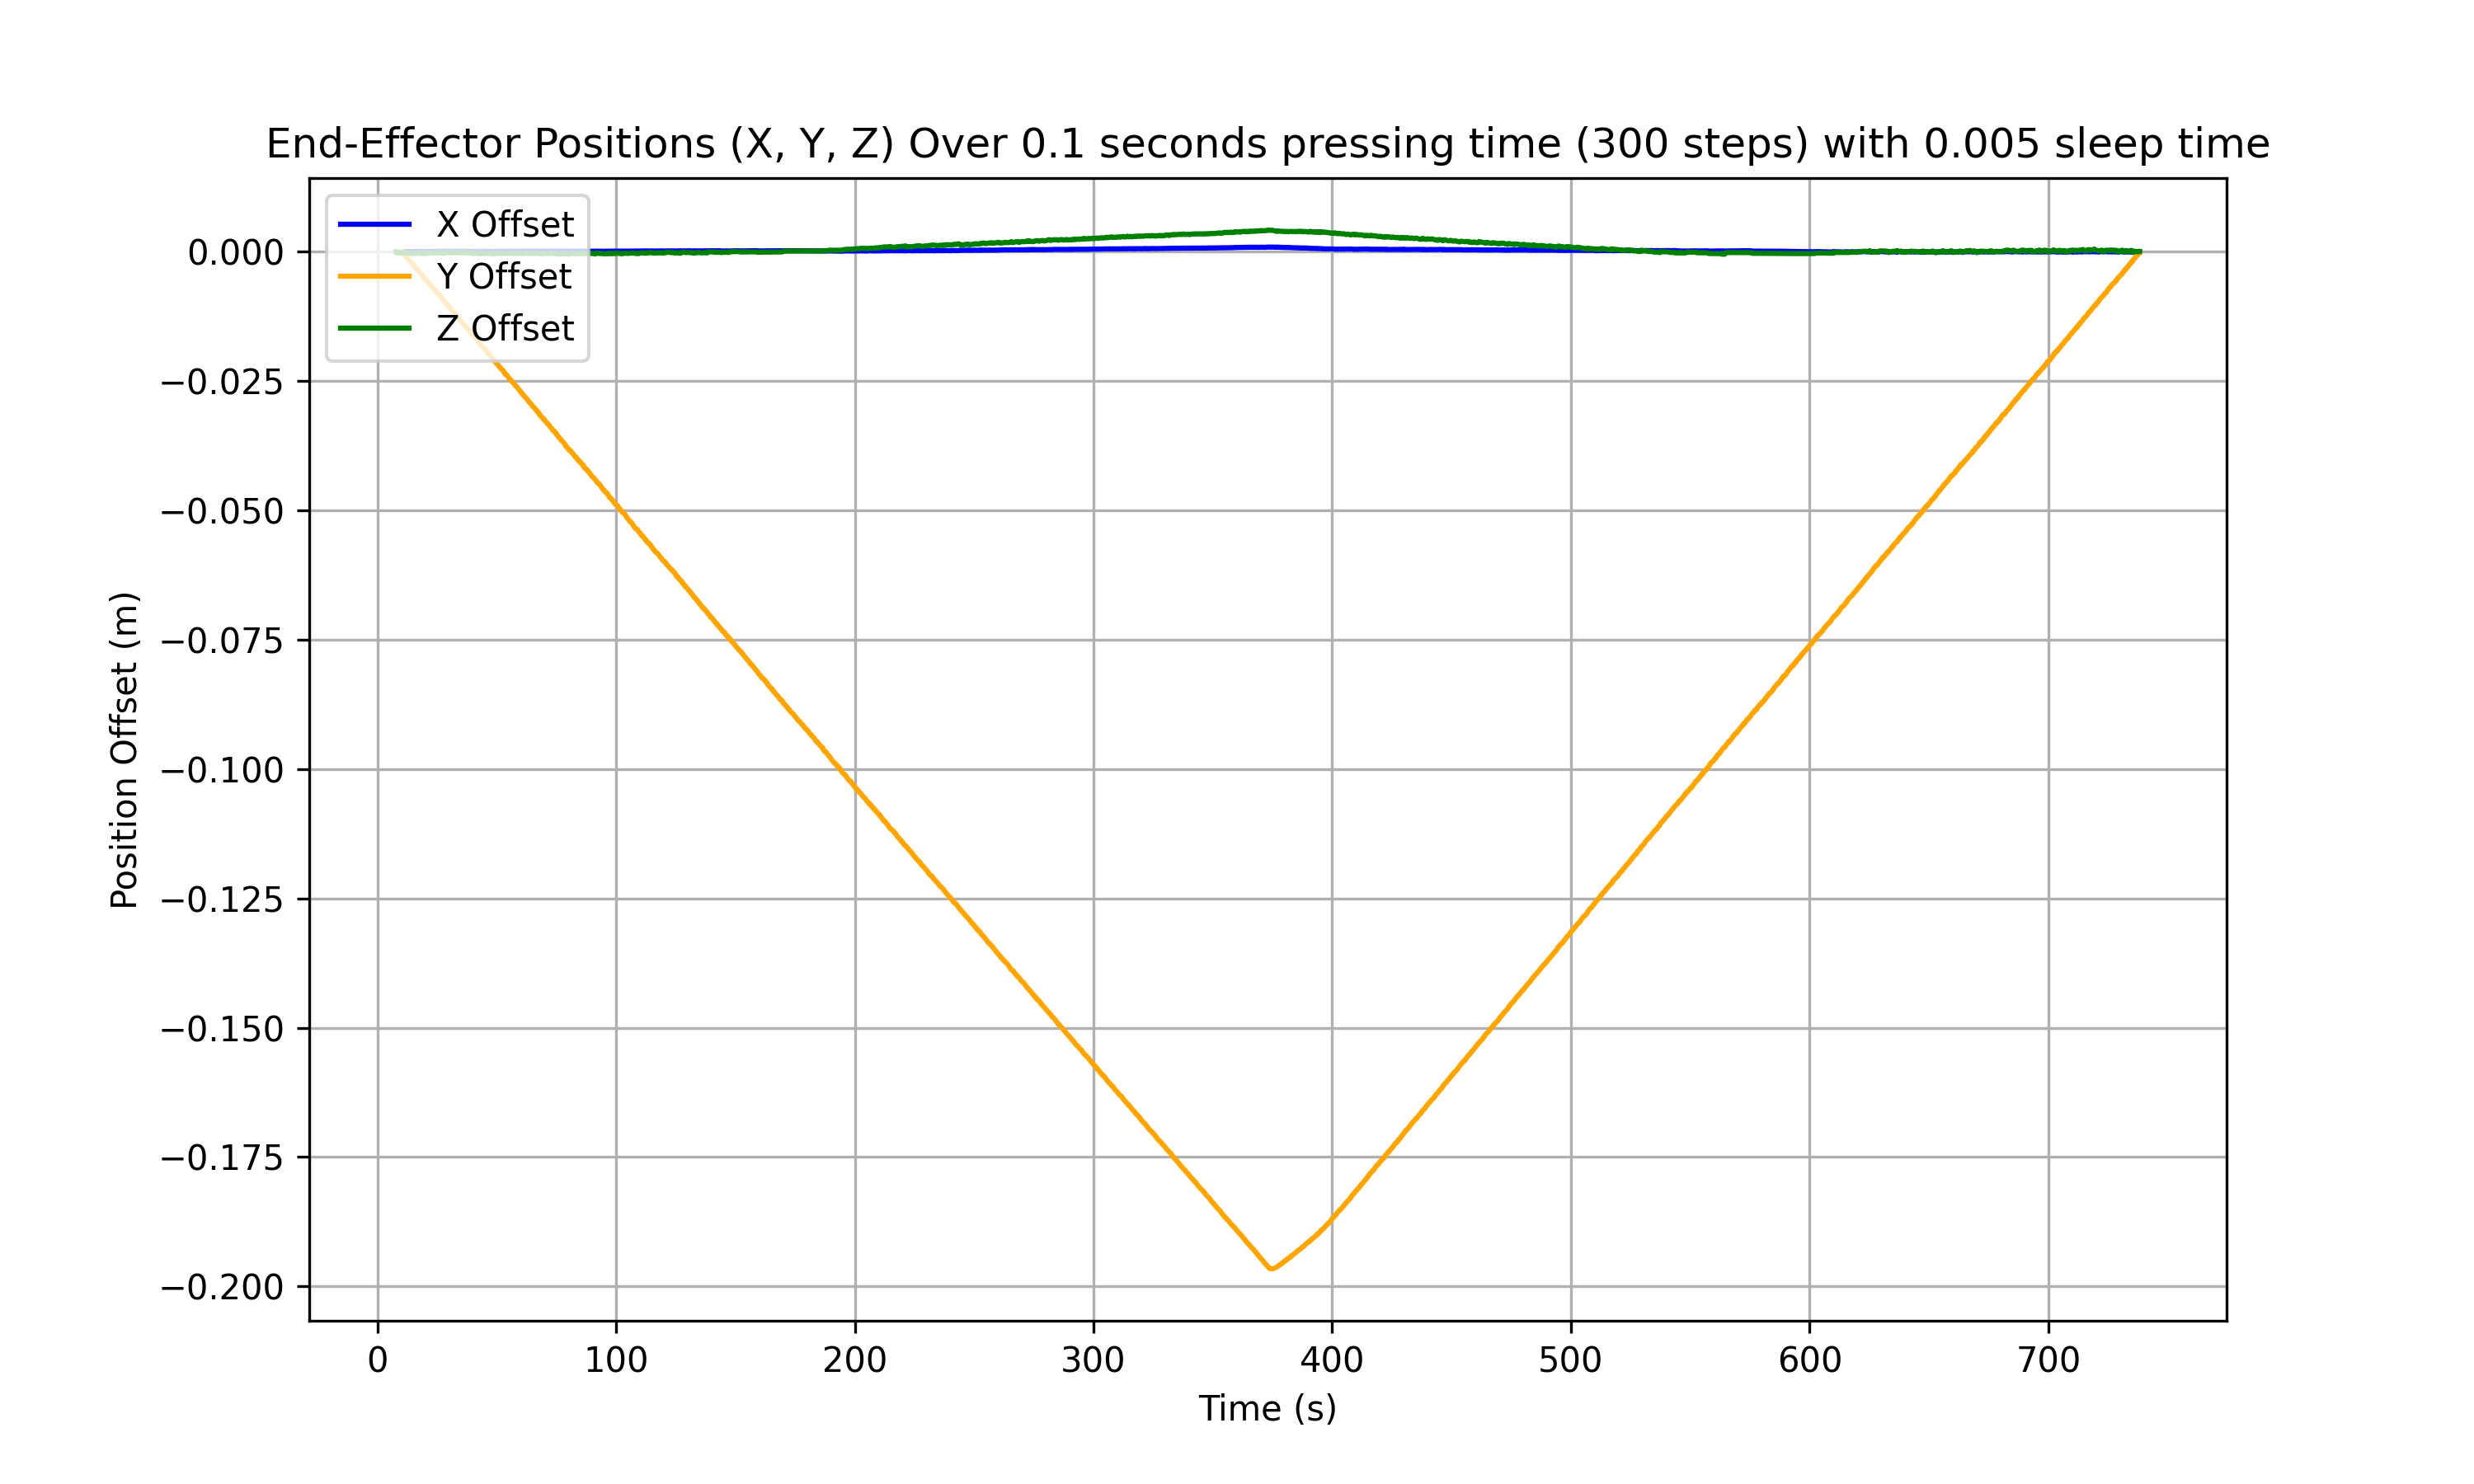 End-Effector Positions (X, Y, Z) Over 0.1 seconds pressing time (300 steps) with 0.005 sleep time
X Offset
Y Offset
Z Offset
0.000
−0.025
−0.050
−0.075
−0.100
−0.125
−0.150
−0.175
−0.200
Position Offset (m)
0 100 200 300 400 500 600 700
Time (s)